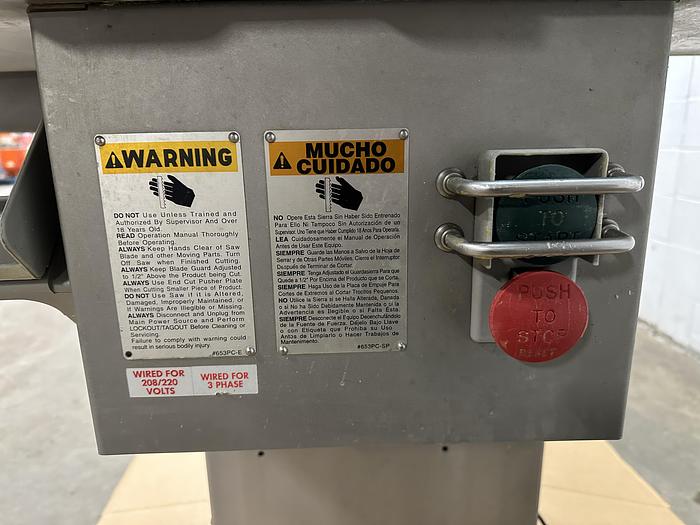 WARNING
DO NOT Use Unless Trained and
Authorized By Supervisor And Over
18 Years Old.
READ Operation Manual Thoroughly
Before Operating.
ALWAYS Keep Hands Clear of Saw
Blade and other Moving Parts. Turn
Off Saw when Finished Cutting.
ALWAYS Keep Blade Guard Adjusted
to 1/2" Above the Product being Cut.
ALWAYS Use End Cut Pusher Plate
When Cutting Smaller Piece of Product.
DO NOT Use Saw if It is Altered,
Damaged, Improperly Maintained, or
if Warnings Are Illegible or Missing.
ALWAYS Disconnect and Unplug from
Main Power Source and Perform
LOCKOUT/TAGOUT Before Cleaning or
Servicing.
Failure to comply with warning could
result in serious bodily injury.
#653PC-E
WIRED FOR
208/220
VOLTS
WIRED FOR
3 PHASE
MUCHO
CUIDADO
NO Opere Esta Sierra Sin Haber Sido Entrenado
Para Ello Ni Tampoco Sin Autorización de un
Supervisor. Uso Tiene que Haber Cumplido 18 Años Para Operarla.
LEA Cuidadosamente el Manual de Operación
Antes de Usar Este Equipo.
SIEMPRE Guarde las Manos a Salvo de la Hoja de
Serrar y de Otras Partes Móviles, Cierre el Interruptor
Después de Terminar de Cortar.
SIEMPRE Tenga Adjustado el Guardasierra Para que
Quede a 1/2" Por Encima del Producto que se Corta.
SIEMPRE Haga Uso de la Placa de Empuje Para
Cortes de Extremos al Cortar Trocitos Pequeños.
NO Utilice la Sierra si se Halla Alterada, Dañada
o si No ha Sido Debidamente Mantenida o si la
Advertencia es Ilegible o si Falta Esta.
SIEMPRE Desconecte el Equipo Desenchufándolo
de la Fuente de Fuerza. Déjelo Bajo Llave
o con Etiqueta que Prohiba su Uso
Antos de Limpiarlo o Hacer Trabajos de
Mantenimento.
#653PC-SP
PUSH
TO
PUSH
TO
STOP
RESET